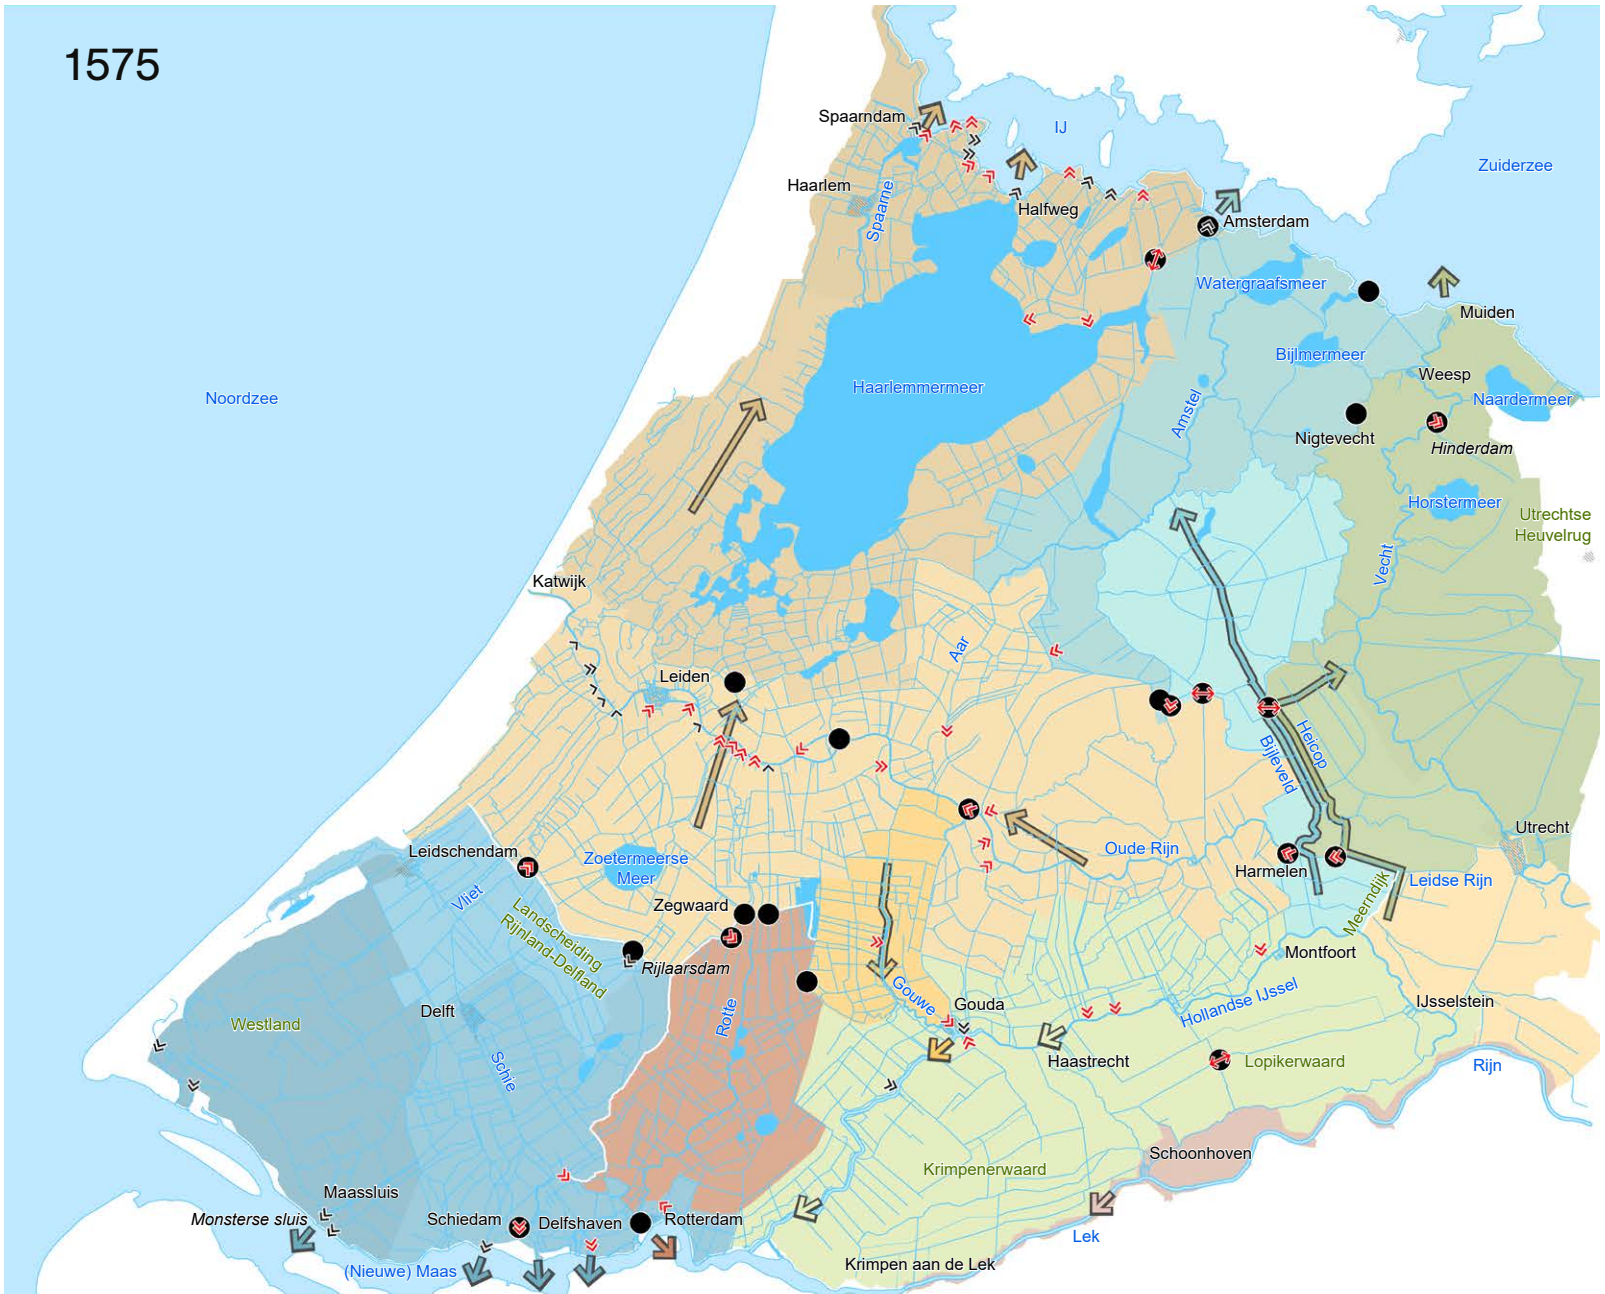 1575
Spaarndam
IJ
Zuiderzee
Haarlem
Spaarne
Halfweg
Amsterdam
Watergraafsmeer
Muiden
Bijlmermeer
Weesp
Haarlemmermeer
Noordzee
Naardermeer
Amstel
Nigtevecht
Hinderdam
Horstermeer
Utrechtse
Heuvelrug
Vecht
Katwijk
Aar
Leiden
Heicop
Bijleveld
Utrecht
Leidschendam
Zoetermeerse
Meer
Oude Rijn
Harmelen
Leidse Rijn
Vliet
Zegwaard
Meerndijk
Landscheiding
Rijnland-Delfland
Montfoort
Rijlaarsdam
Gouwe
Gouda
Hollandse IJssel
IJsselstein
Delft
Westland
Rotte
Schie
Haastrecht
Lopikerwaard
Rijn
Krimpenerwaard
Schoonhoven
Maassluis
Monsterse sluis
Schiedam
Delfshaven
Rotterdam
Lek
(Nieuwe) Maas
Krimpen aan de Lek